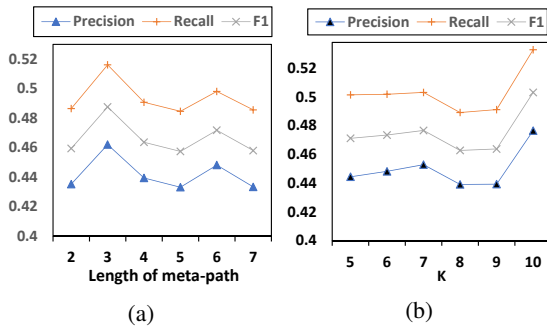 Precision Recall F1
0.52
0.5
0.48
0.46
0.44
0.42
0.4
2 3 4 5 6 7
Length of meta-path
(a)
Precision Recall F1
0.52
0.5
0.48
0.46
0.44
0.42
0.4
5 6 7 8 9 10
K
(b)